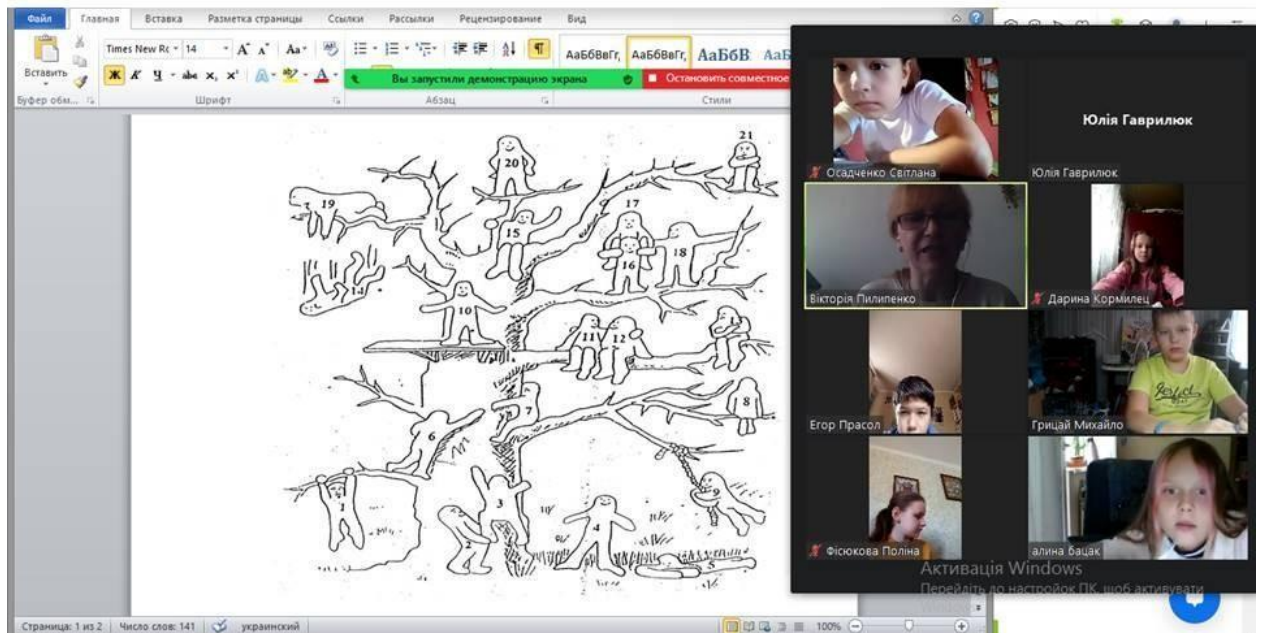 Файл Главная Вставка Разметка страницы Ссылки Рассылки Рецензирование Вид
Вставить
Times New Rc 14
Ж К Ч abc x, x²
АаБбВвГг, АаБбВвГг, АаБбВ АаБ
Вы запустили демонстрацию экрана
Остановить совместное
Буфер обм...
Шрифт
Абзац
Стили
21
20
19
17
15
18
16
14
10
11 12
8
7
6
9
1
3
2
4
5
Осадченко Світлана
Юлія Гаврилюк
Юлія Гаврилюк
Вікторія Пилипенко
Дарина Кормилец
Егор Прасол
Грицай Михайло
Фісюкова Поліна
алина бацак
Активація Windows
Перейдіть до настройок ПК, щоб активувати
Windows.
Страница: 1 из 2
Число слов: 141
украинский
100%